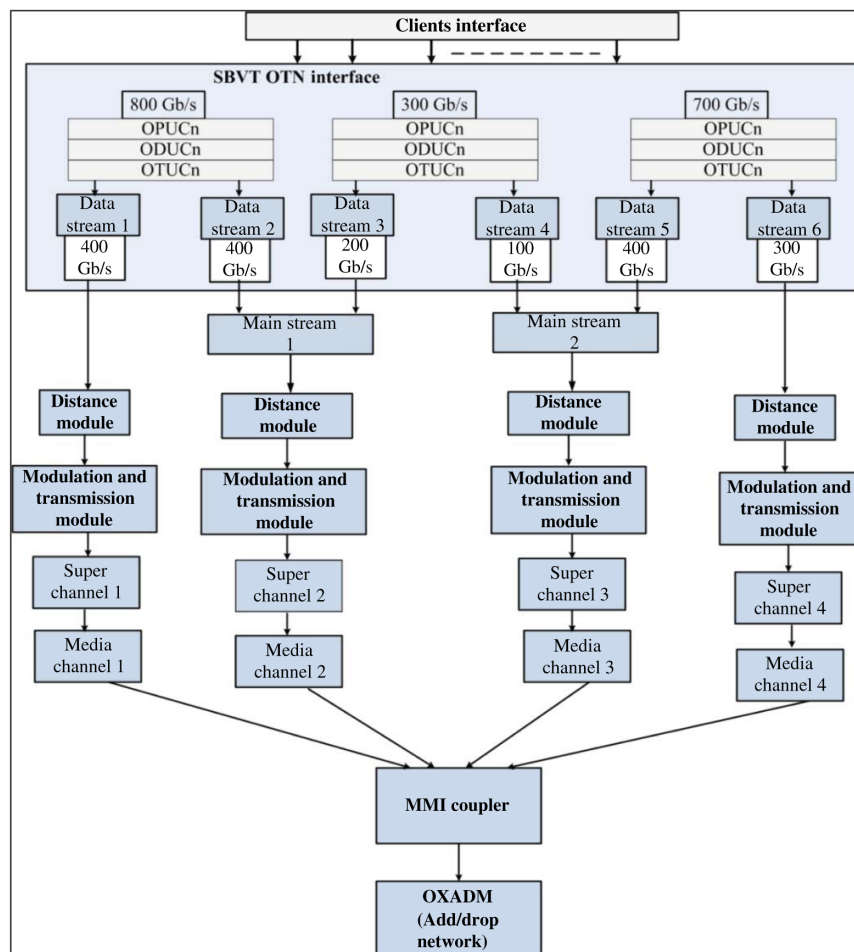 Clients interface
SBVT OTN interface
800 Gb/s
300 Gb/s
700 Gb/s
OPUCn
OPUCn
OPUCn
ODUCn
ODUCn
ODUCn
OTUCn
OTUCn
OTUCn
Data
stream 1
Data
stream 2
Data
stream 3
Data
stream 4
Data
stream 5
Data
stream 6
400
Gb/s
400
Gb/s
200
Gb/s
100
Gb/s
400
Gb/s
300
Gb/s
Main stream
1
Main stream
2
Distance
module
Distance
module
Distance
module
Distance
module
Modulation and
transmission
module
Modulation and
transmission
module
Modulation and
transmission
module
Modulation and
transmission
module
Super
channel 1
Super
channel 2
Super
channel 3
Super
channel 4
Media
channel 1
Media
channel 2
Media
channel 3
Media
channel 4
MMI coupler
OXADM
(Add/drop
network)